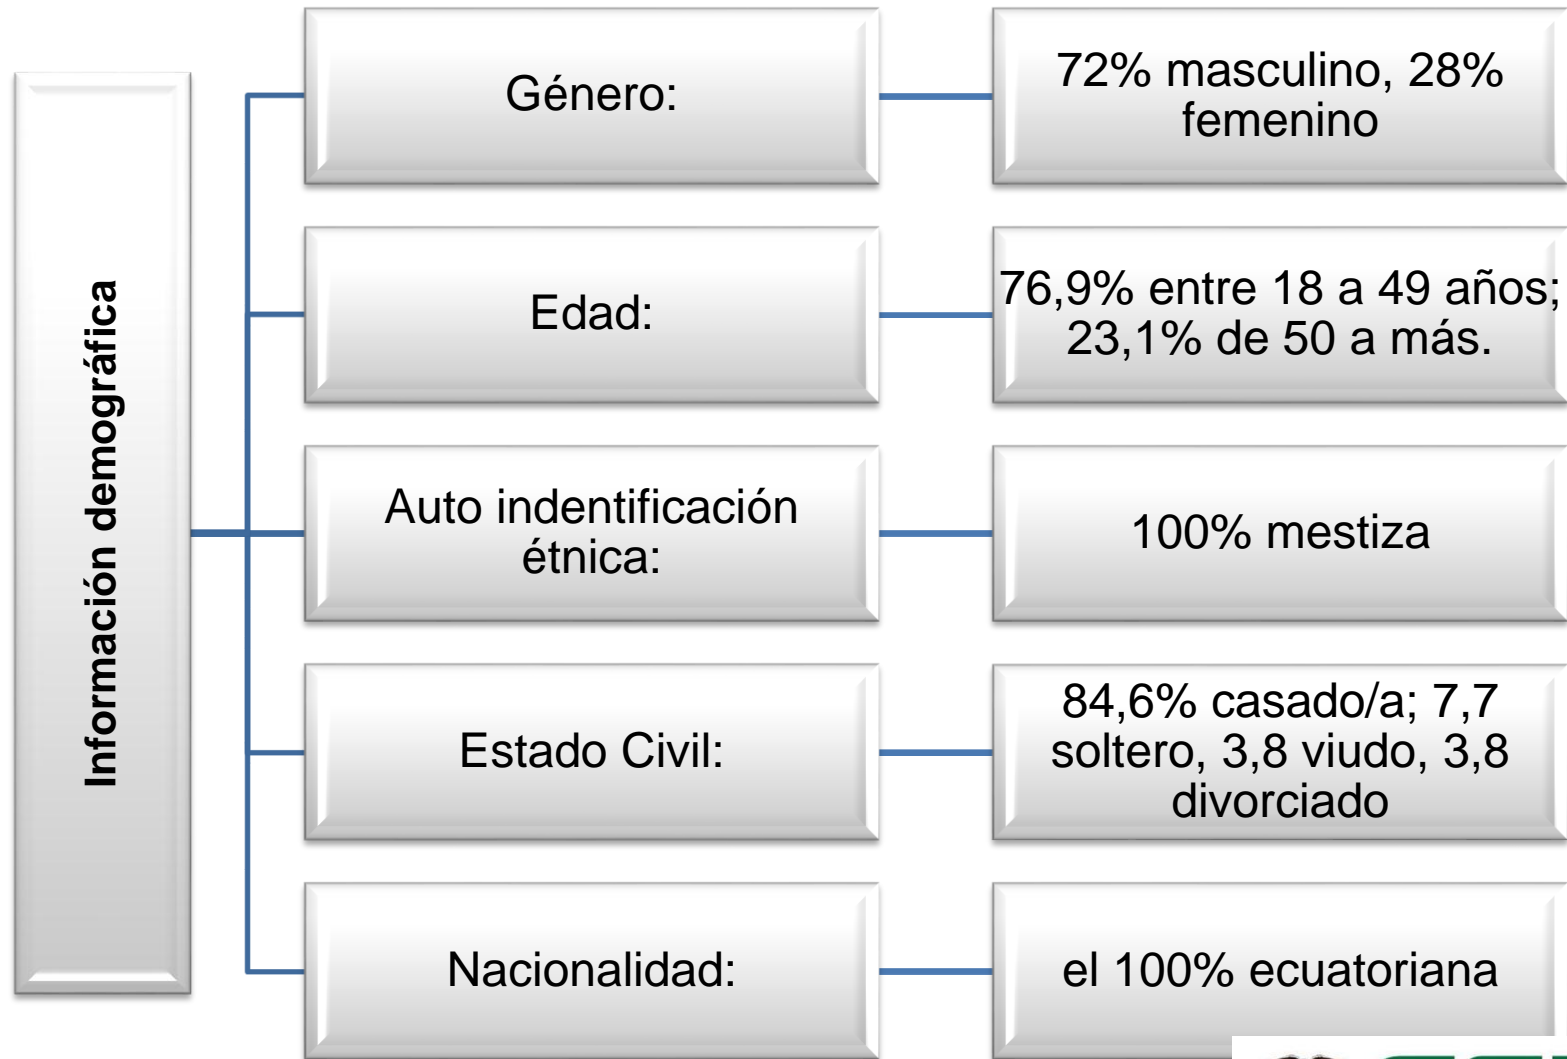 Información demográfica
Género:
72% masculino, 28%
femenino
Edad:
76,9% entre 18 a 49 años;
23,1% de 50 a más.
Auto indentificación
étnica:
100% mestiza
Estado Civil:
84,6% casado/a; 7,7
soltero, 3,8 viudo, 3,8
divorciado
Nacionalidad:
el 100% ecuatoriana